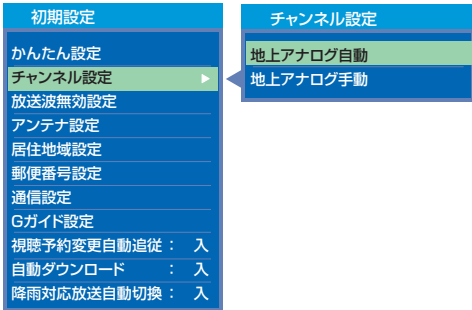 初期設定
かんたん設定
チャンネル設定
放送波無効設定
アンテナ設定
居住地域設定
郵便番号設定
通信設定
Gガイド設定
視聴予約変更自動追従： 入
自動ダウンロード ： 入
降雨対応放送自動切換： 入
チャンネル設定
地上アナログ自動
地上アナログ手動